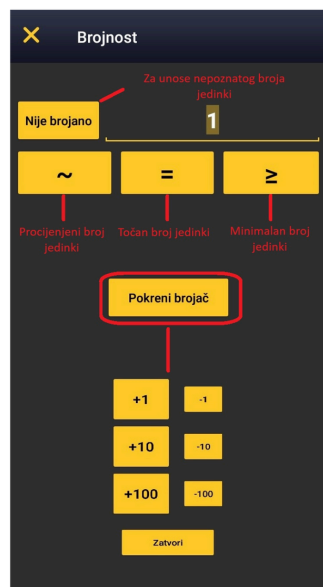 Brojnost
Za unose nepoznatog broja
jedinki
Nije brojano
1
~
=
≥
Procijenjeni broj
jedinki
Točan broj jedinki
Minimalan broj
jedinki
Pokreni brojač
+1
-1
+10
-10
+100
-100
Zatvori